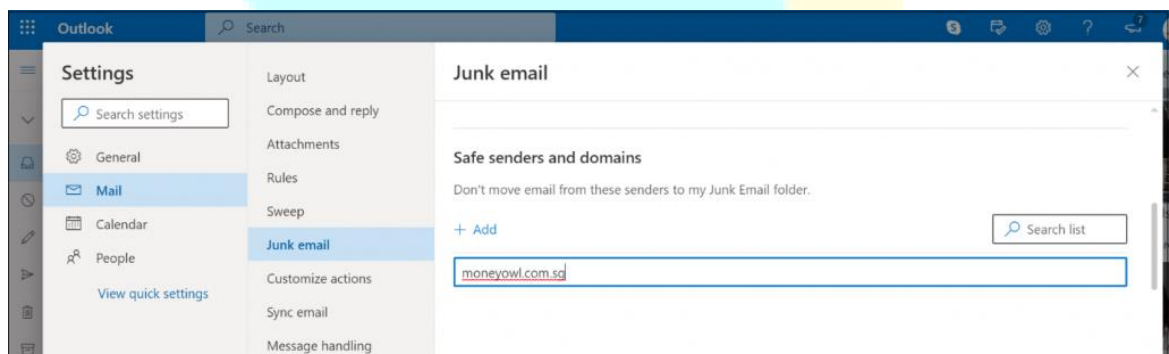 Outlook
Search
7
Settings
Search settings
General
Mail
Calendar
People
View quick settings
Layout
Compose and reply
Attachments
Rules
Sweep
Junk email
Customize actions
Sync email
Message handling
Junk email
Safe senders and domains
Don't move email from these senders to my Junk Email folder.
+ Add
Search list
moneyowl.com.sg